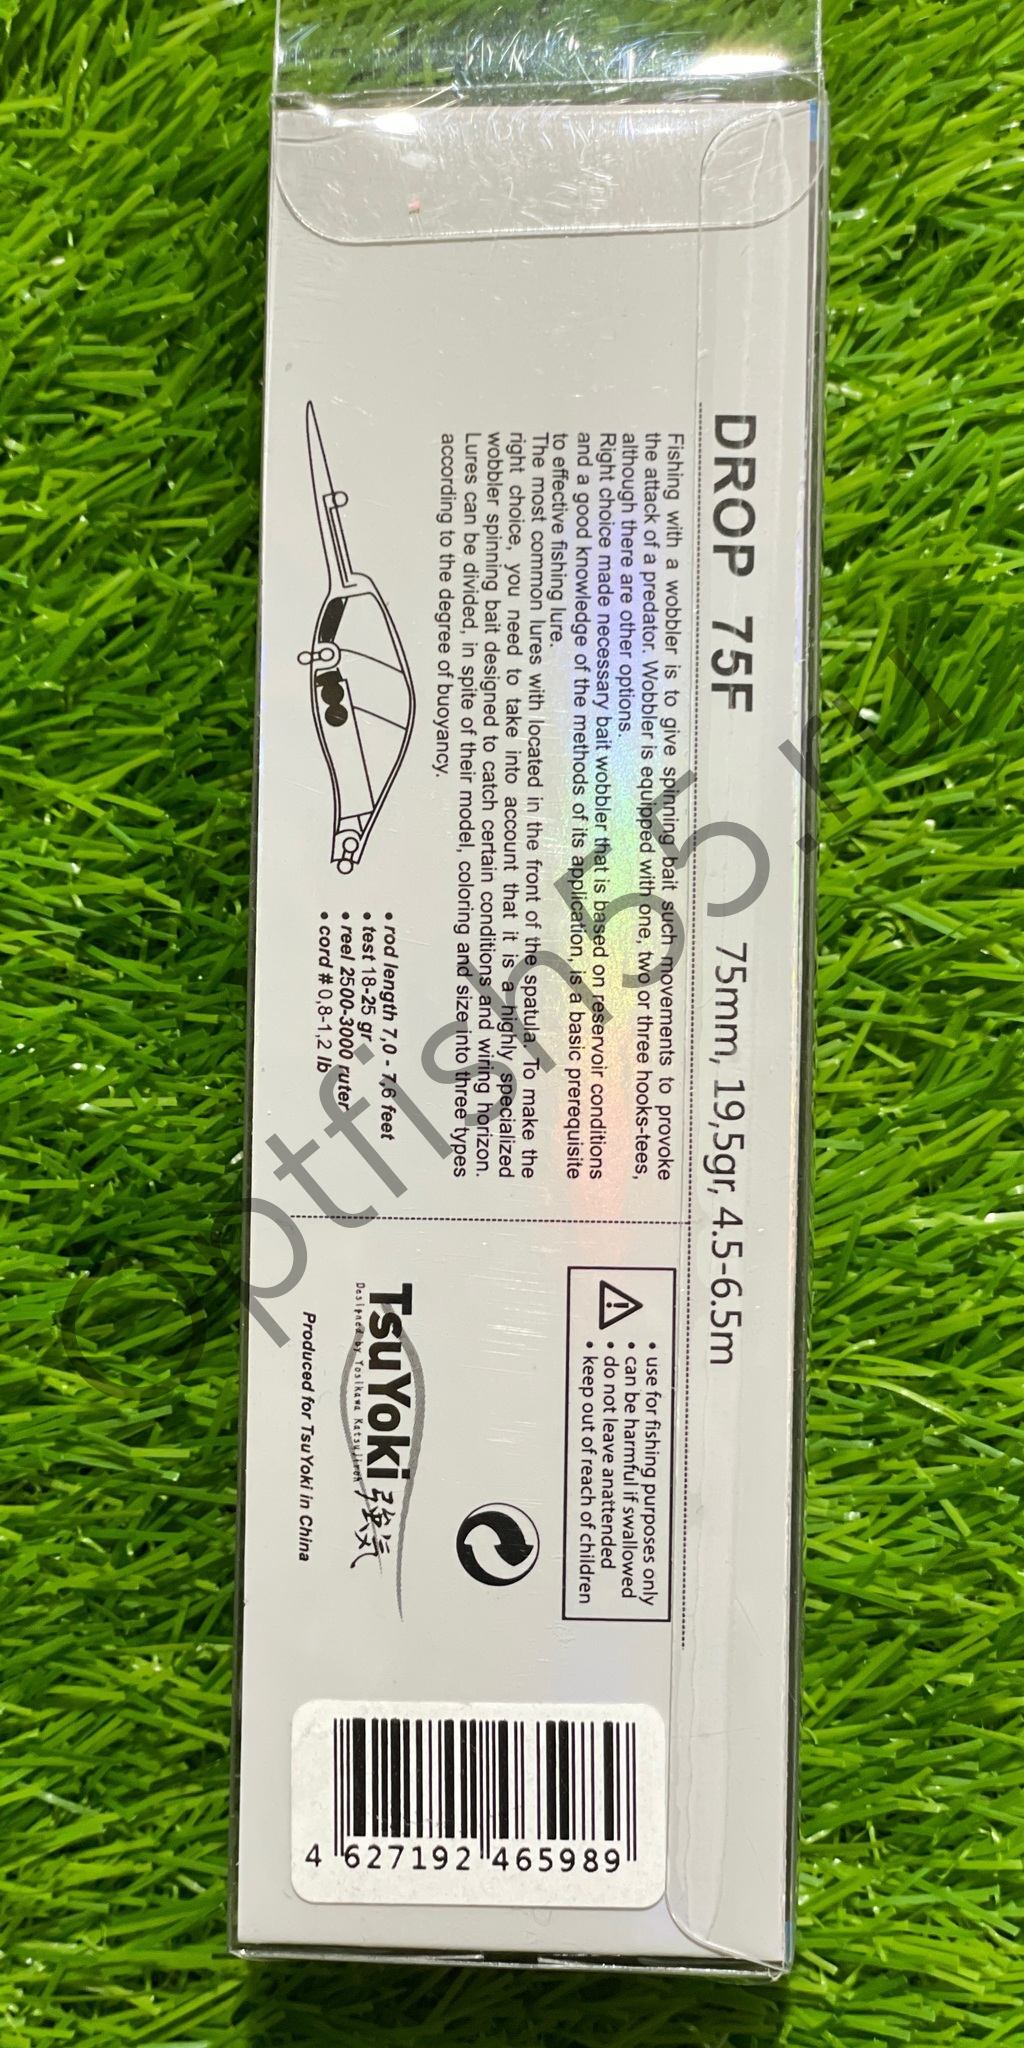 DROP 75F 75mm, 19,5gr, 4.5-6.5m
Fishing with a wobbler is to give spinning bait such movements to provoke
the attack of a predator. Wobbler is equipped with one, two or three hooks-tees,
although there are other options.
Right choice made necessary bait wobbler that is based on reservoir conditions
and a good knowledge of the methods of its application, is a basic prerequisite
to effective fishing lure.
The most common lures with located in the front of the spatula. To make the
right choice, you need to take into account that it is a highly specialized
wobbler spinning bait designed to catch certain conditions and wiring horizon.
Lures can be divided, in spite of their model, coloring and size into three types
according to the degree of buoyancy.
• rod length 7,0 - 7,6 feet
• test 18-25 gr
• reel 2500-3000 ruter
• cord # 0,8-1,2 lb
• use for fishing purposes only
• can be harmful if swallowed
• do not leave anattended
• keep out of reach of children
TsuYoki 強気
Designed by Yosikawa Katsujiroh
Produced for TsuYoki in China
4 627192 465989
optfish55.ru